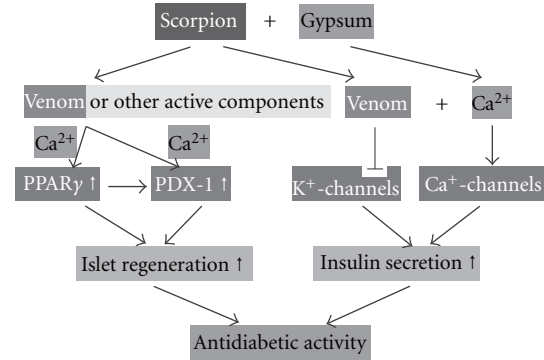 Scorpion + Gypsum
Venom or other active components Venom + Ca²⁺
Ca²⁺ Ca²⁺
PPARγ ↑ PDX-1 ↑ K⁺-channels Ca⁺-channels
Islet regeneration ↑ Insulin secretion ↑
Antidiabetic activity